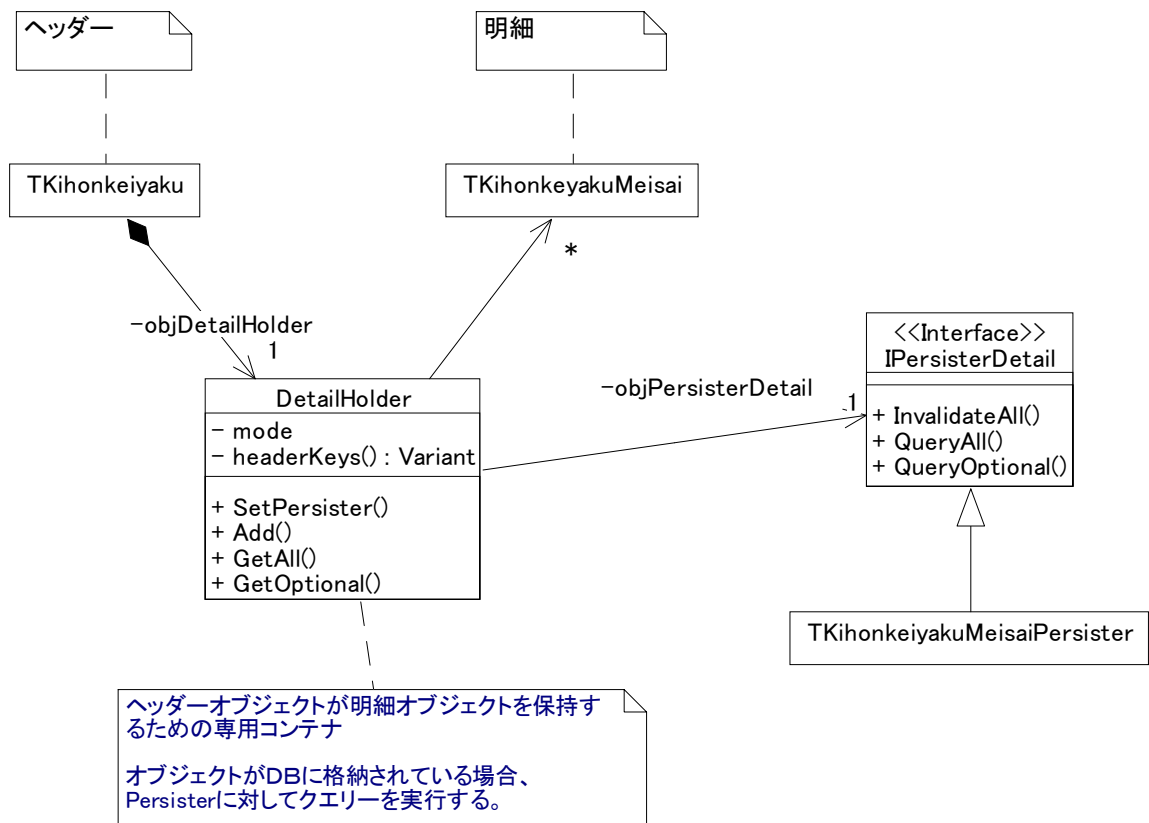 ヘッダー
明細
TKihonkeiyaku
TKihonkeyakuMeisai
*
-objDetailHolder
1
<<Interface>>
IPersisterDetail
DetailHolder
-objPersisterDetail
1
- mode
- headerKeys() : Variant
+ InvalidateAll()
+ QueryAll()
+ QueryOptional()
+ SetPersister()
+ Add()
+ GetAll()
+ GetOptional()
TKihonkeiyakuMeisaiPersister
ヘッダーオブジェクトが明細オブジェクトを保持す
るための専用コンテナ
オブジェクトがＤＢに格納されている場合、
Persisterに対してクエリーを実行する。